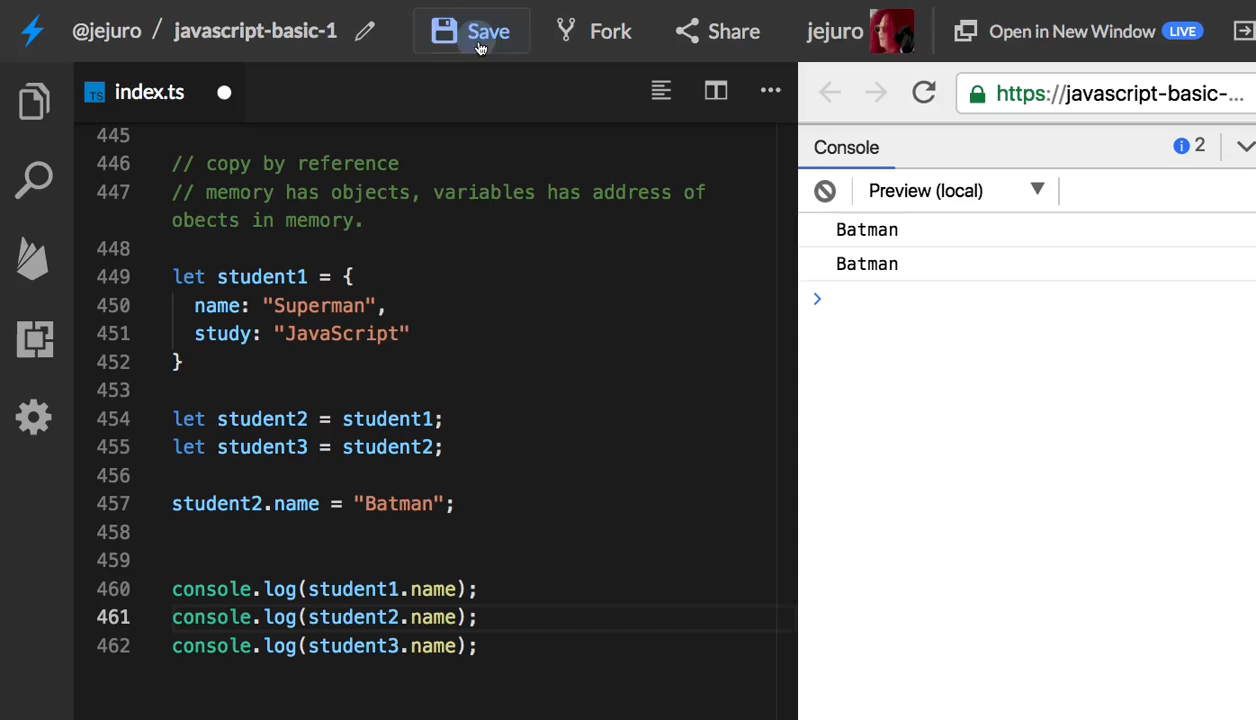 @jejuro / javascript-basic-1 Save Fork Share jejuro Open in New Window LIVE
TS index.ts
https://javascript-basic-...
Console 2
Preview (local)
Batman
Batman
445
446 // copy by reference
447 // memory has objects, variables has address of
obects in memory.
448
449 let student1 = {
450 name: "Superman",
451 study: "JavaScript"
452 }
453
454 let student2 = student1;
455 let student3 = student2;
456
457 student2.name = "Batman";
458
459
460 console.log(student1.name);
461 console.log(student2.name);
462 console.log(student3.name);